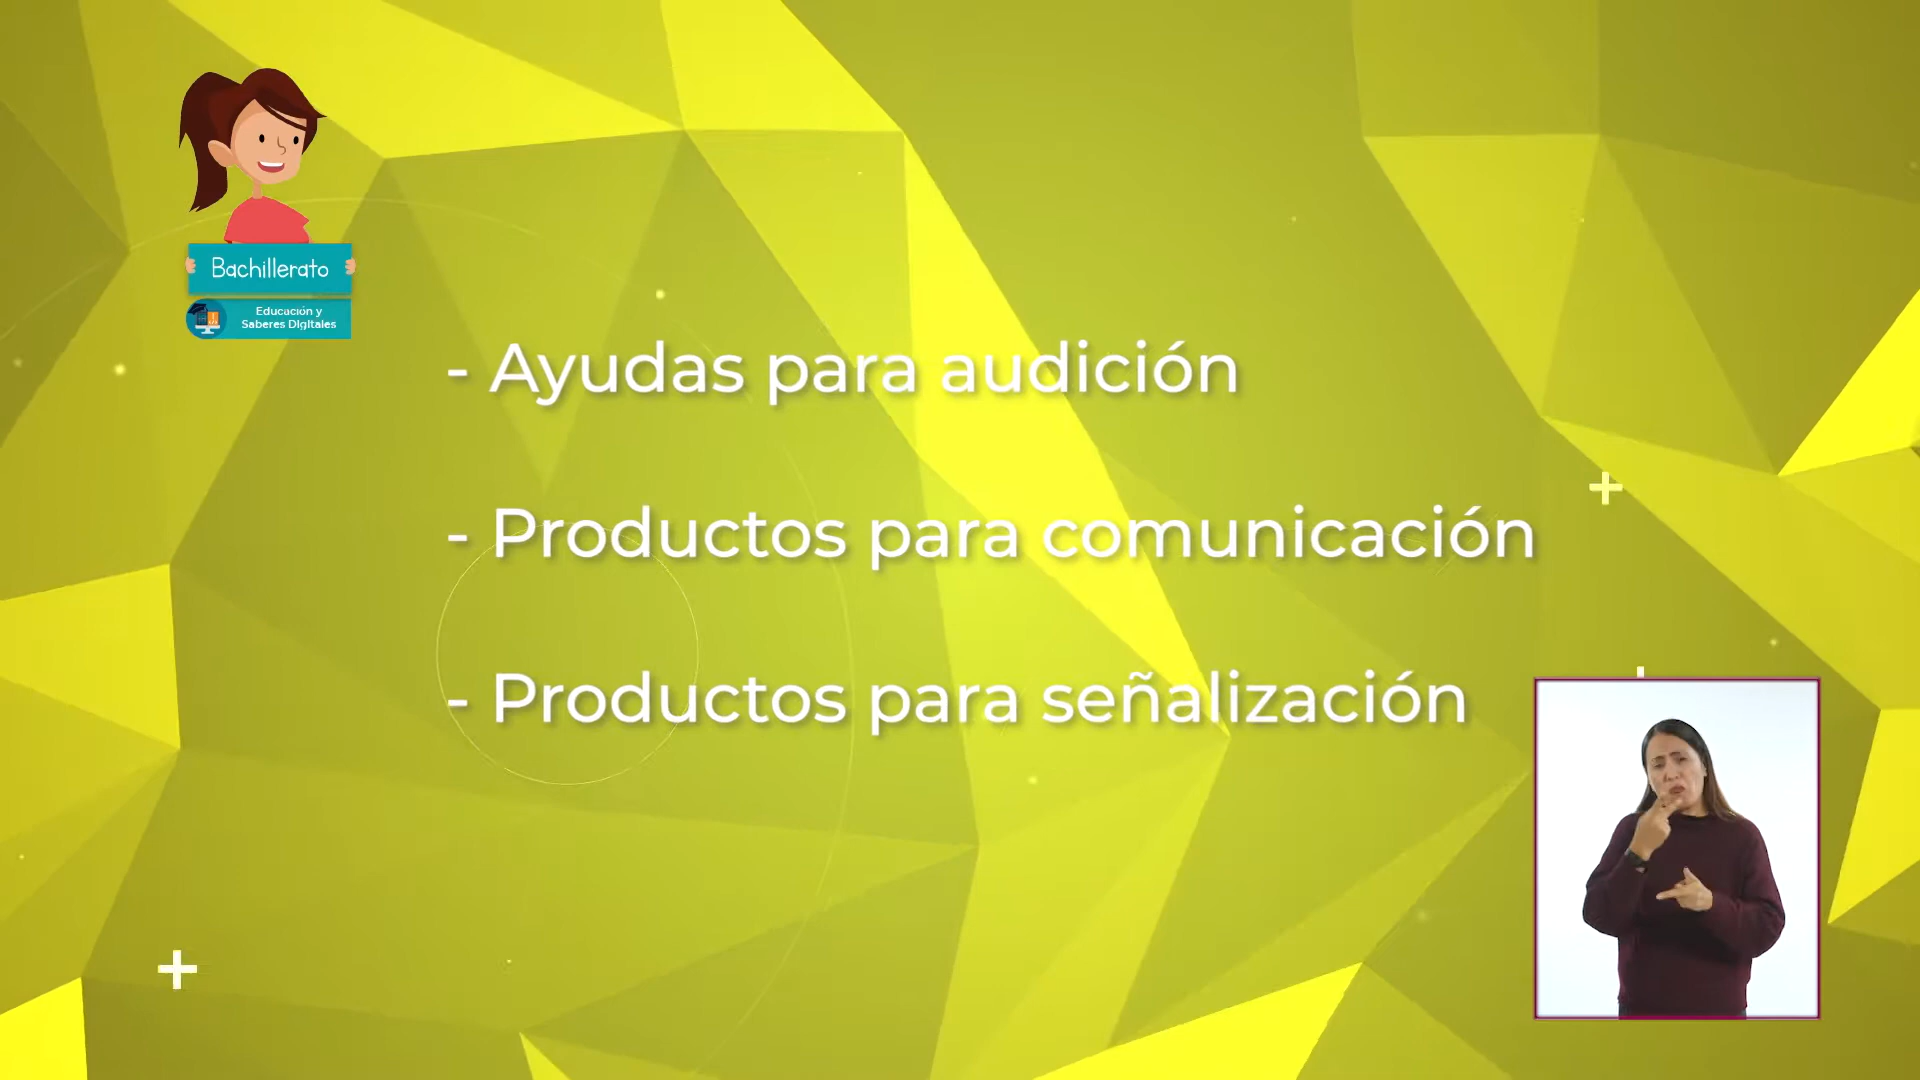 Bachillerato
Educación y
Saberes Digitales
- Ayudas para audición
- Productos para comunicación
- Productos para señalización